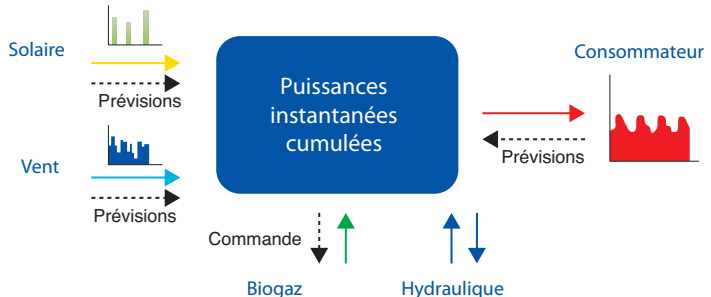 Solaire
Prévisions
Vent
Prévisions
Puissances
instantanées
cumulées
Consommateur
Prévisions
Commande
Biogaz
Hydraulique